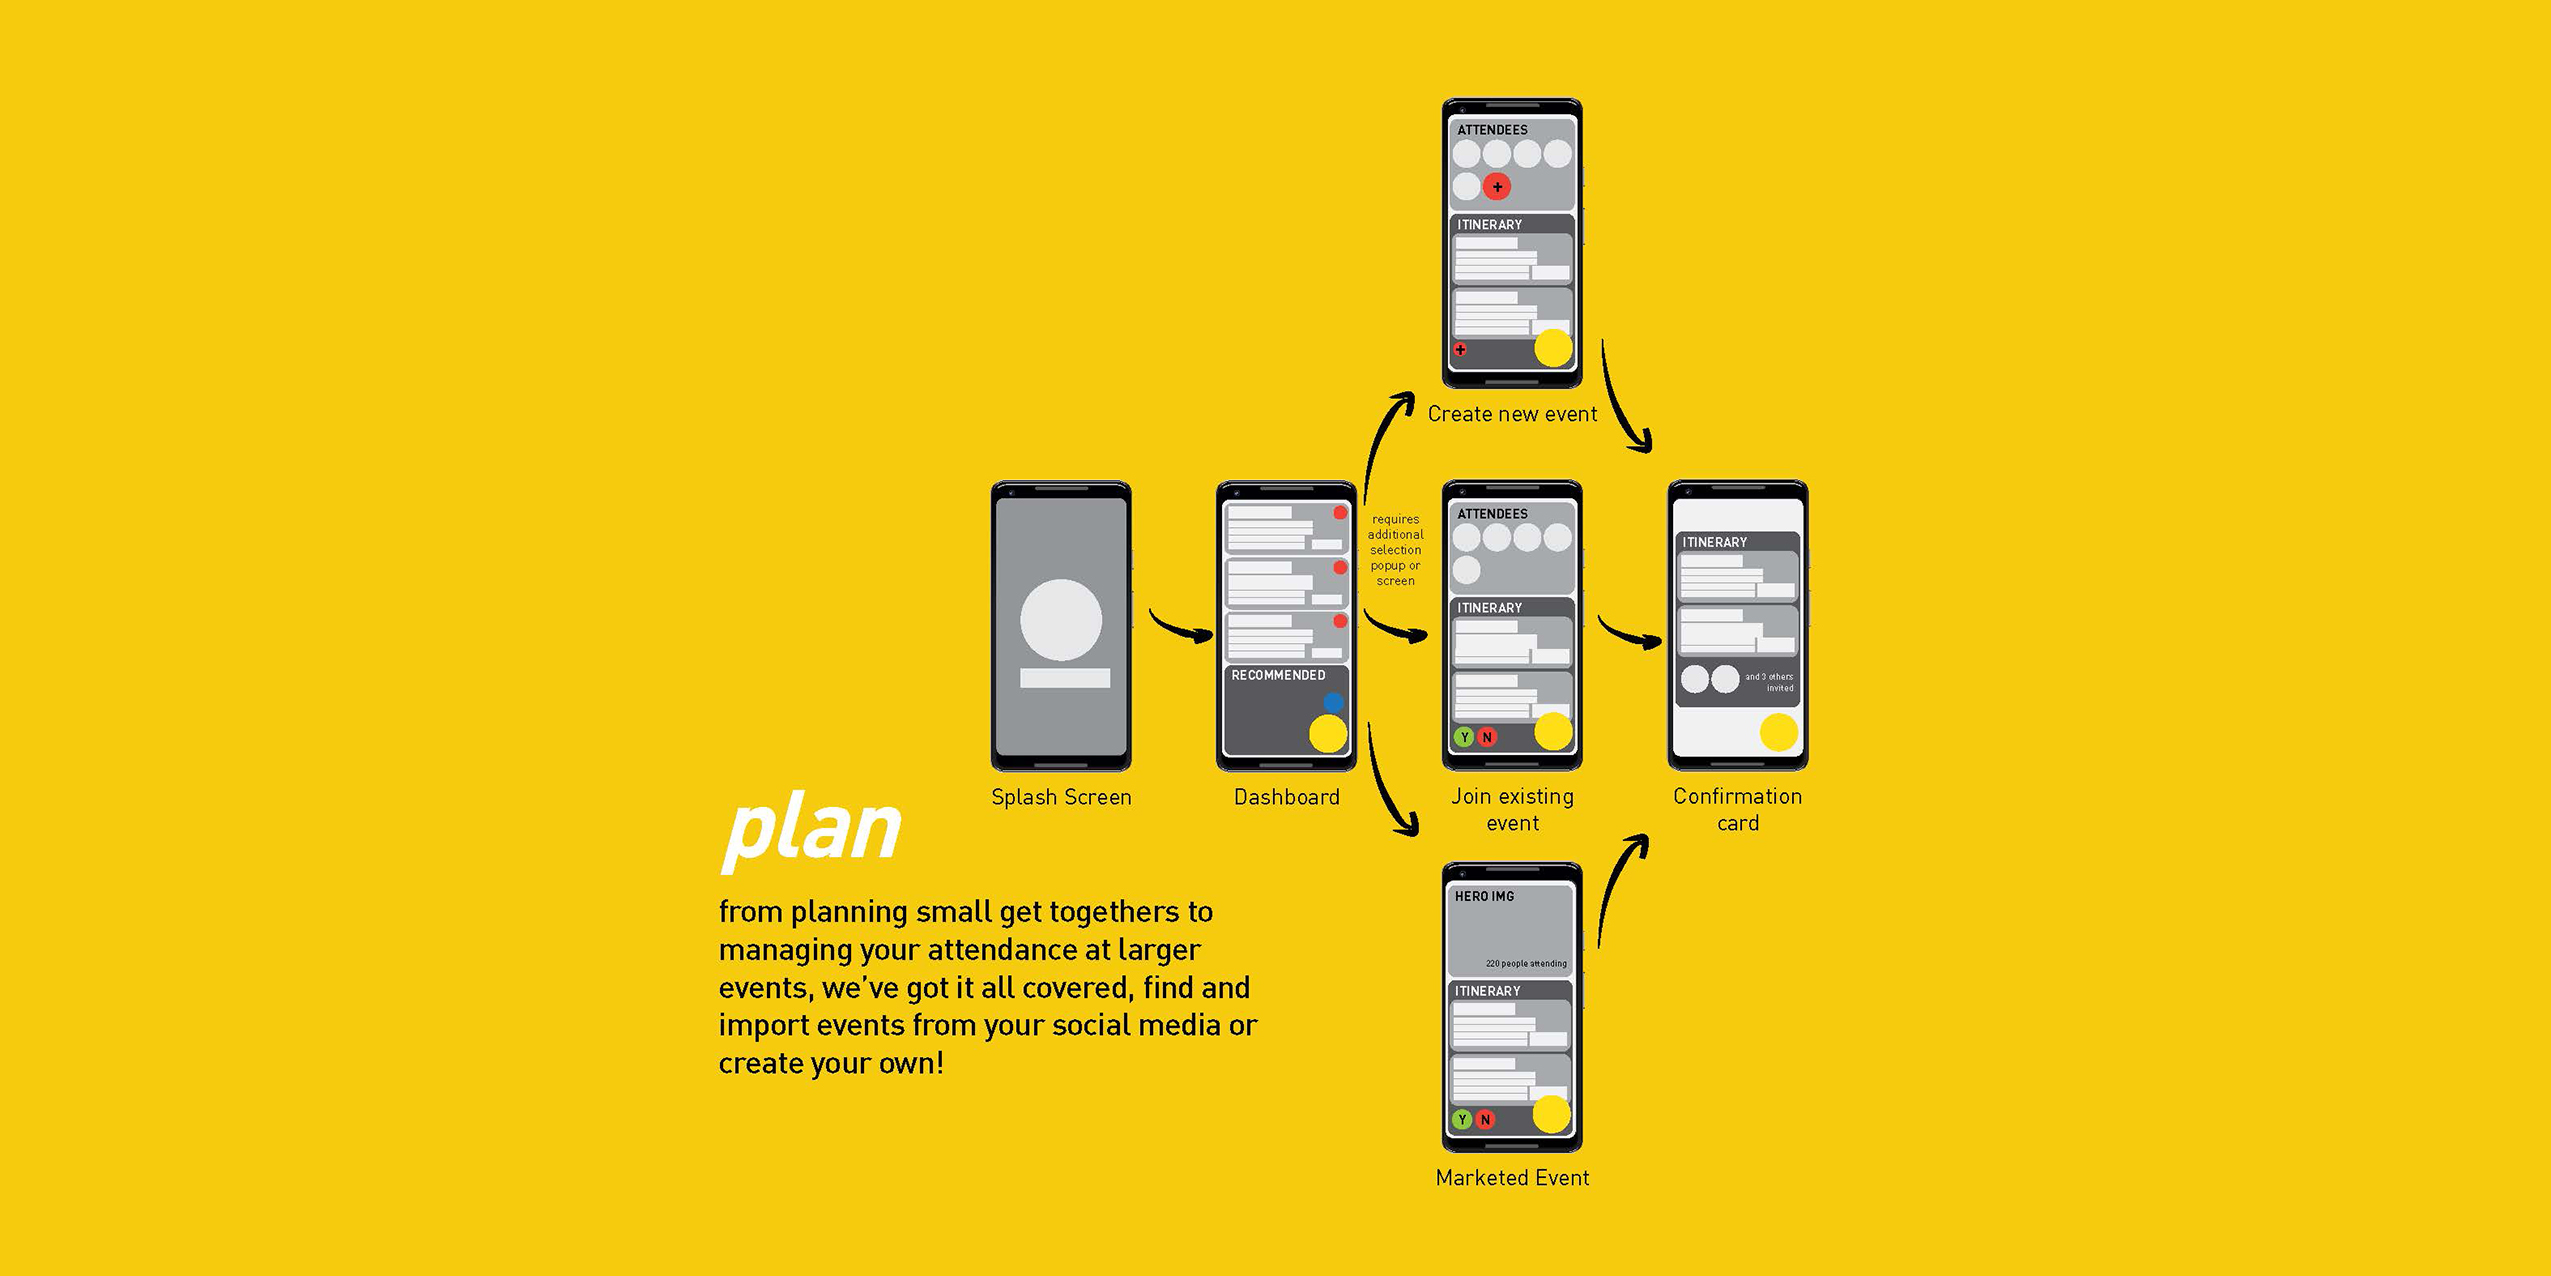 ATTENDEES
+
ITINERARY
+
Create new event
requires
additional
selection
popup or
screen
RECOMMENDED
ATTENDEES
ITINERARY
Y N
ITINERARY
and 3 others
invited
Splash Screen
Dashboard
Join existing
event
Confirmation
card
plan
from planning small get togethers to
managing your attendance at larger
events, we've got it all covered, find and
import events from your social media or
create your own!
HERO IMG
220 people attending
ITINERARY
Y N
Marketed Event